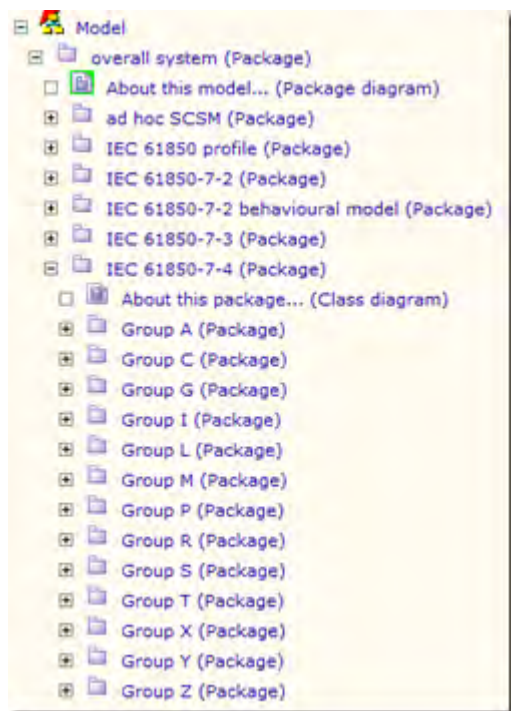 Model
overall system (Package)
About this model... (Package diagram)
ad hoc SCSM (Package)
IEC 61850 profile (Package)
IEC 61850-7-2 (Package)
IEC 61850-7-2 behavioural model (Package)
IEC 61850-7-3 (Package)
IEC 61850-7-4 (Package)
About this package... (Class diagram)
Group A (Package)
Group C (Package)
Group G (Package)
Group I (Package)
Group L (Package)
Group M (Package)
Group P (Package)
Group R (Package)
Group S (Package)
Group T (Package)
Group X (Package)
Group Y (Package)
Group Z (Package)